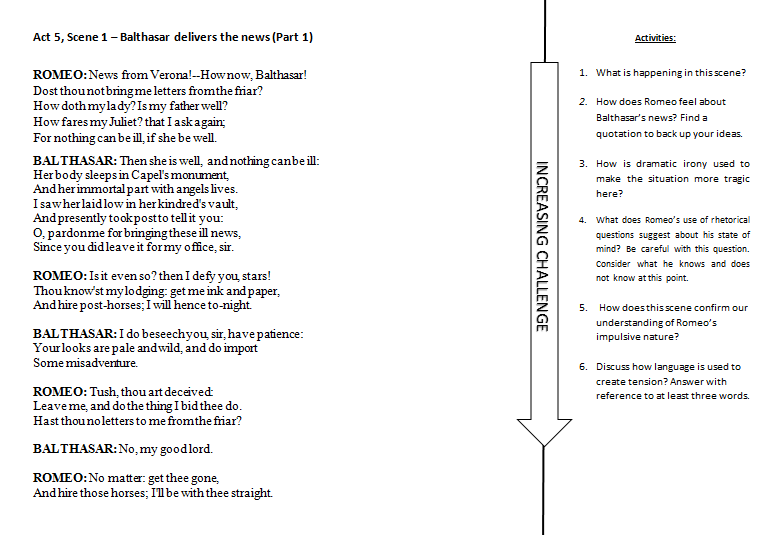 Act 5, Scene 1 – Balthasar delivers the news (Part 1)
ROMEO: News from Verona!--How now, Balthasar!
Dost thou not bring me letters from the friar?
How doth my lady? Is my father well?
How fares my Juliet? that I ask again;
For nothing can be ill, if she be well.
BALTHASAR: Then she is well, and nothing can be ill:
Her body sleeps in Capel's monument,
And her immortal part with angels lives.
I saw her laid low in her kindred's vault,
And presently took post to tell it you:
O, pardon me for bringing these ill news,
Since you did leave it for my office, sir.
ROMEO: Is it even so? then I defy you, stars!
Thou know'st my lodging: get me ink and paper,
And hire post-horses; I will hence to-night.
BALTHASAR: I do beseech you, sir, have patience:
Your looks are pale and wild, and do import
Some misadventure.
ROMEO: Tush, thou art deceived:
Leave me, and do the thing I bid thee do.
Hast thou no letters to me from the friar?
BALTHASAR: No, my good lord.
ROMEO: No matter: get thee gone,
And hire those horses; I'll be with thee straight.
INCREASING CHALLENGE
Activities:
1. What is happening in this scene?
2. How does Romeo feel about
Balthasar's news? Find a
quotation to back up your ideas.
3. How is dramatic irony used to
make the situation more tragic
here?
4. What does Romeo's use of rhetorical
questions suggest about his state of
mind? Be careful with this question.
Consider what he knows and does
not know at this point.
5. How does this scene confirm our
understanding of Romeo's
impulsive nature?
6. Discuss how language is used to
create tension? Answer with
reference to at least three words.